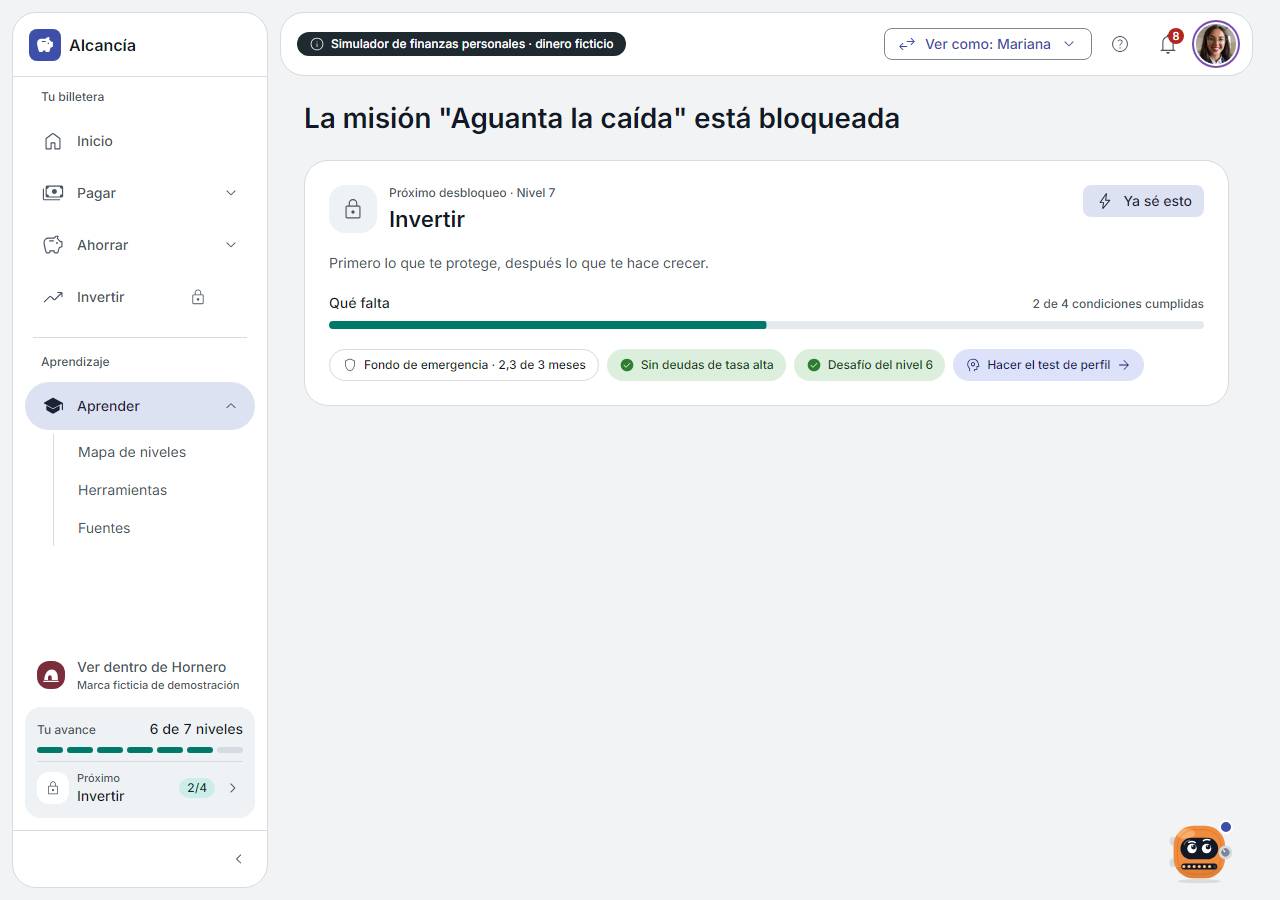 Alcancía
Simulador de finanzas personales · dinero ficticio
Ver como: Mariana
8
Tu billetera
Inicio
Pagar
Ahorrar
Invertir
Aprendizaje
Aprender
Mapa de niveles
Herramientas
Fuentes
Ver dentro de Hornero
Marca ficticia de demostración
Tu avance
6 de 7 niveles
Próximo
Invertir
2/4
La misión "Aguanta la caída" está bloqueada
Próximo desbloqueo · Nivel 7
Invertir
Ya sé esto
Primero lo que te protege, después lo que te hace crecer.
Qué falta
2 de 4 condiciones cumplidas
Fondo de emergencia · 2,3 de 3 meses
Sin deudas de tasa alta
Desafío del nivel 6
Hacer el test de perfil